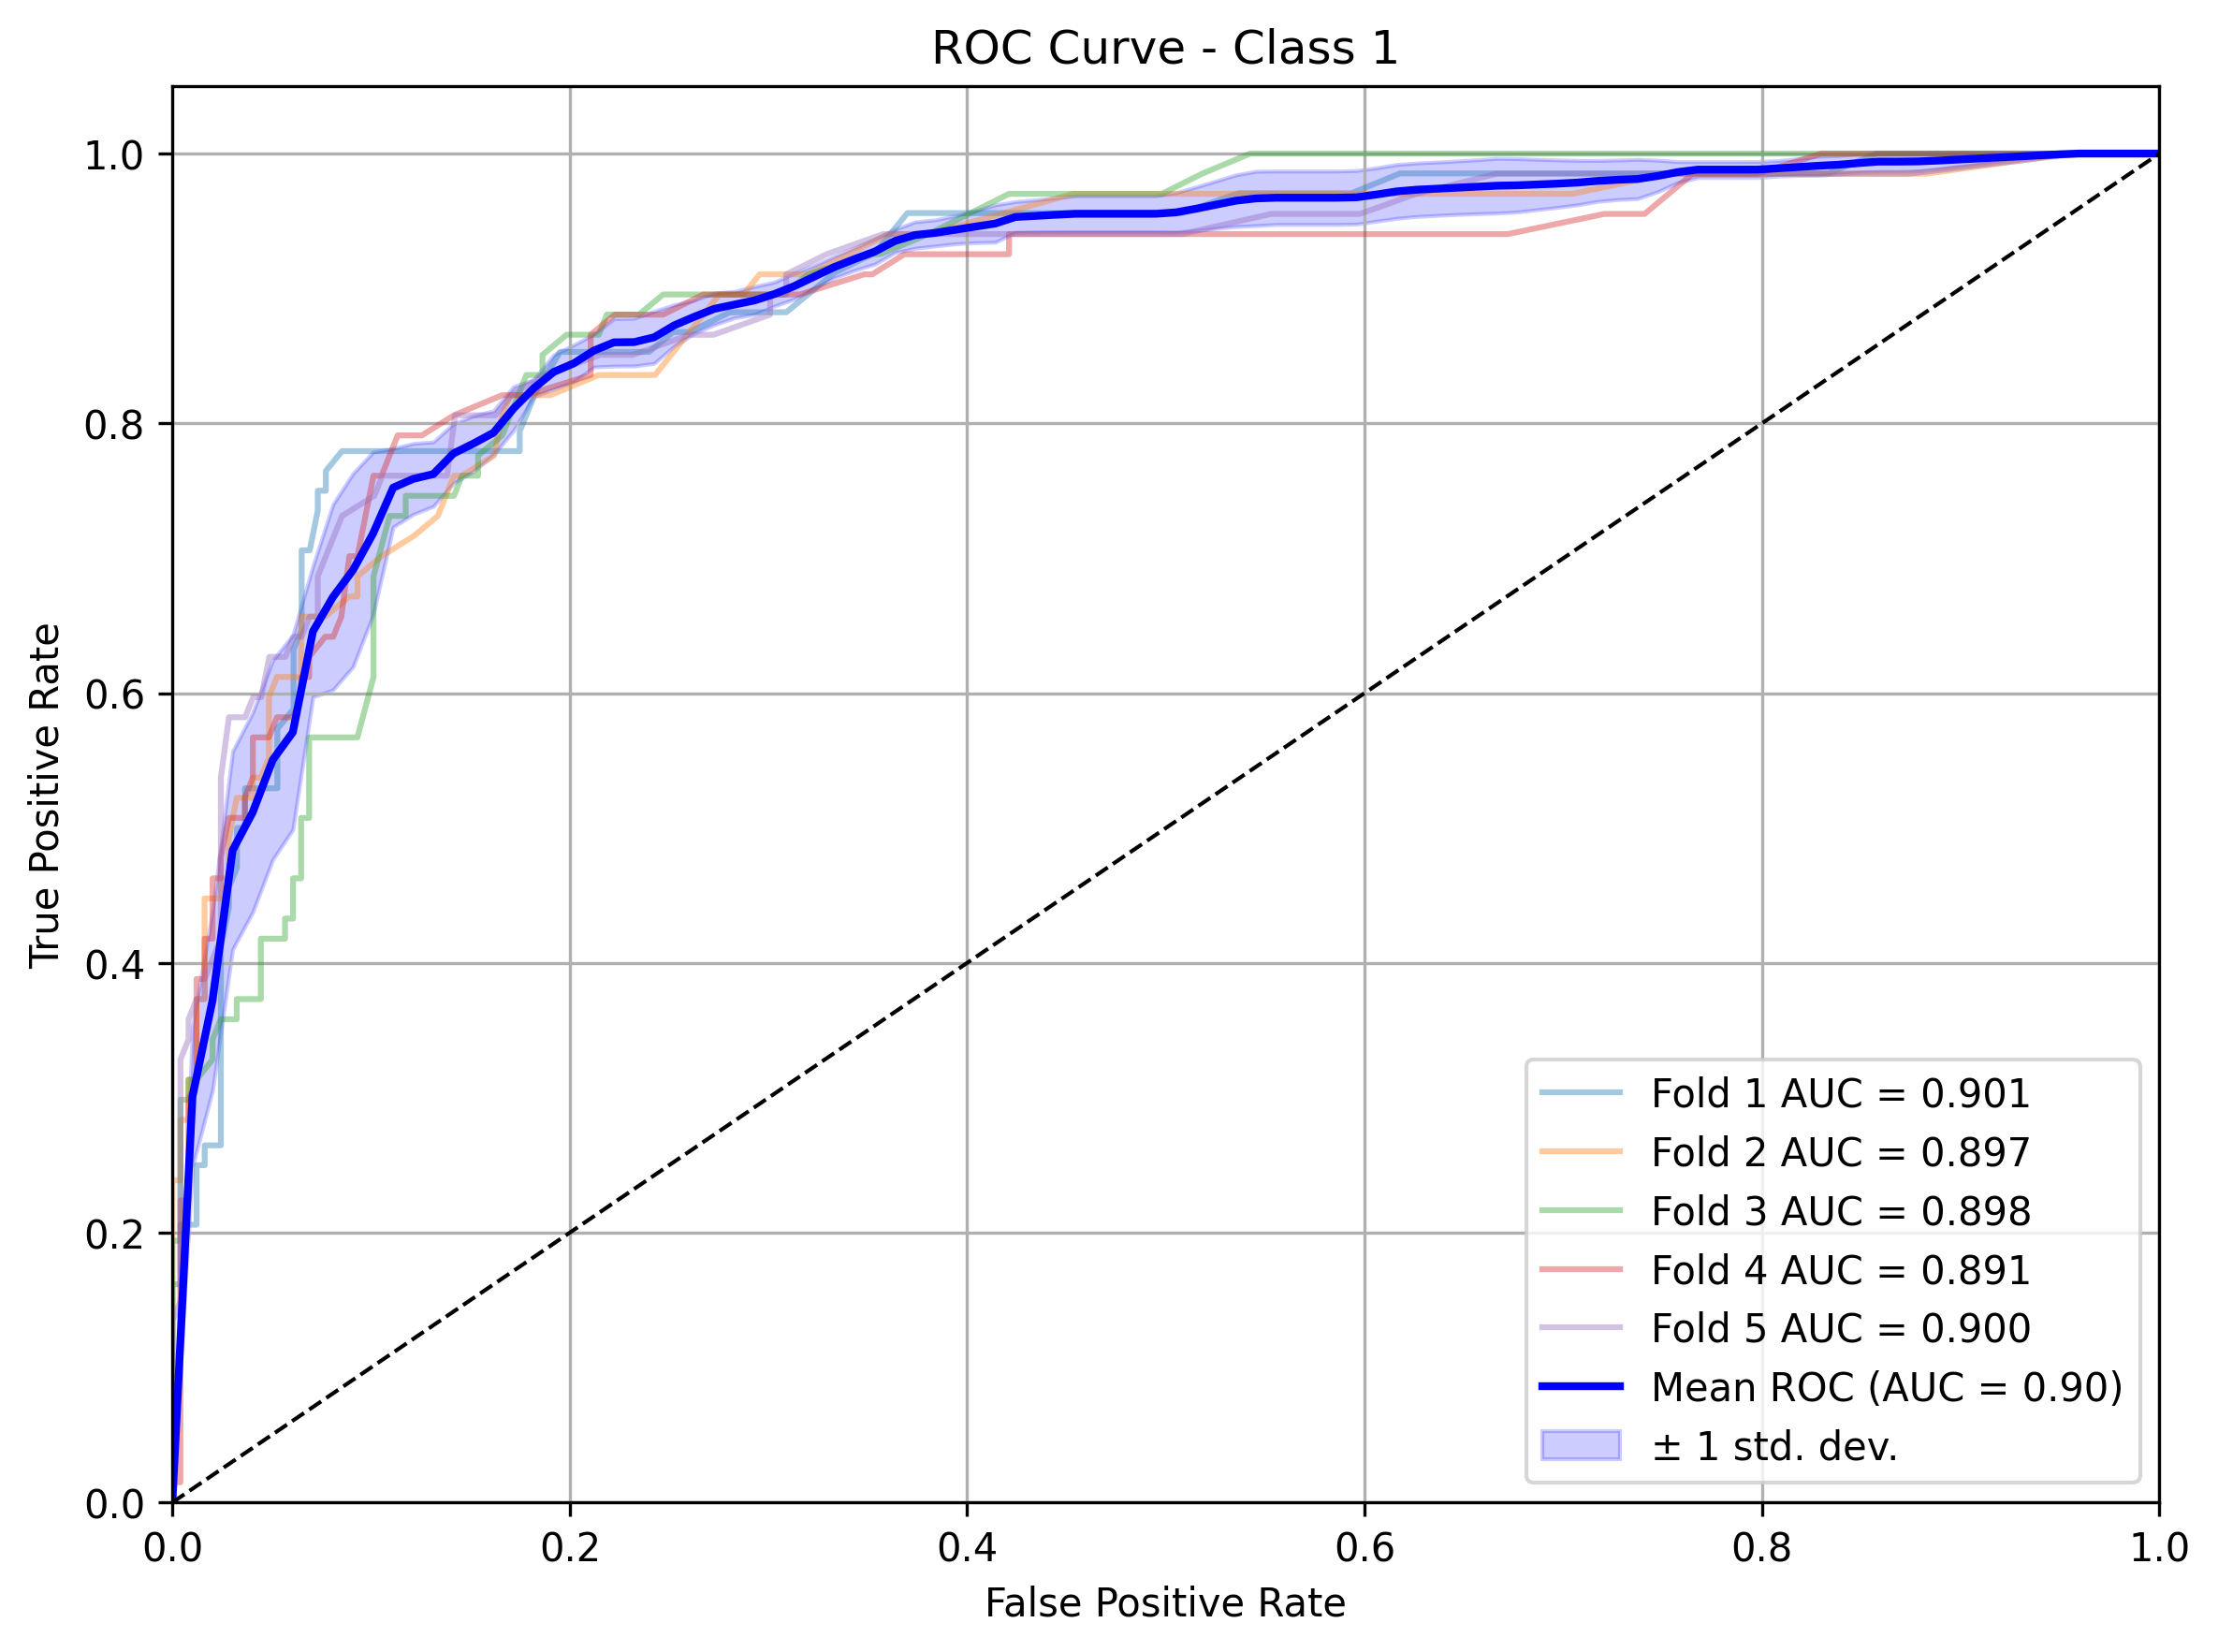 ROC Curve - Class 1
True Positive Rate
1.0
0.8
0.6
0.4
0.2
0.0
0.0 0.2 0.4 0.6 0.8 1.0
False Positive Rate
Fold 1 AUC = 0.901
Fold 2 AUC = 0.897
Fold 3 AUC = 0.898
Fold 4 AUC = 0.891
Fold 5 AUC = 0.900
Mean ROC (AUC = 0.90)
± 1 std. dev.